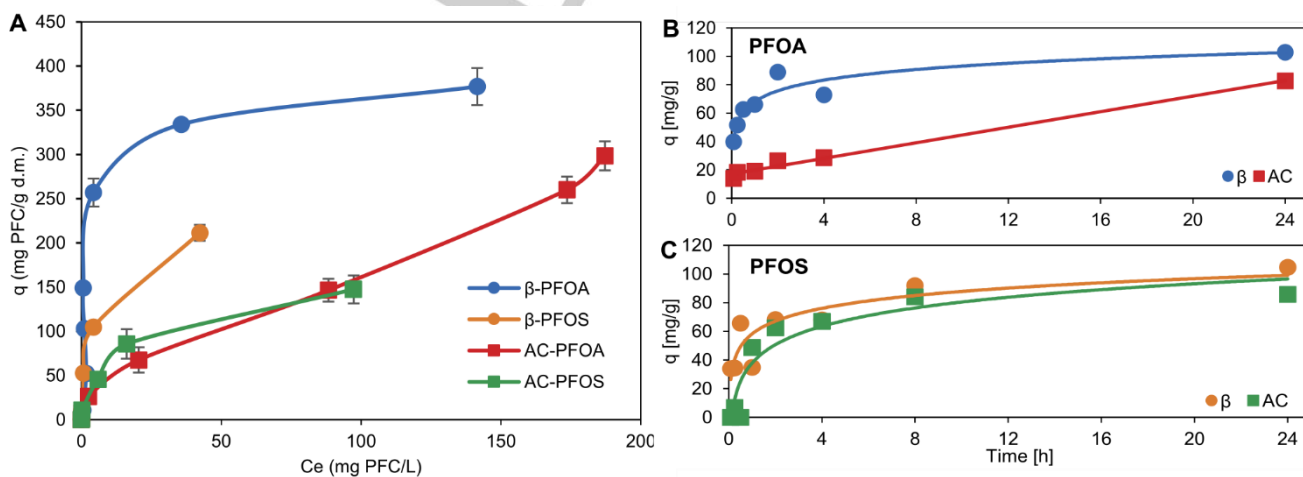 A
450
400
350
300
250
200
150
100
50
0
q (mg PFC/g d.m.)
0 50 100 150 200
Ce (mg PFC/L)
β-PFOA
β-PFOS
AC-PFOA
AC-PFOS
B
PFOA
120
100
80
60
40
20
0
q [mg/g]
0 4 8 12 16 20 24
β AC
C
PFOS
120
100
80
60
40
20
0
q [mg/g]
0 4 8 12 16 20 24
Time [h]
β AC